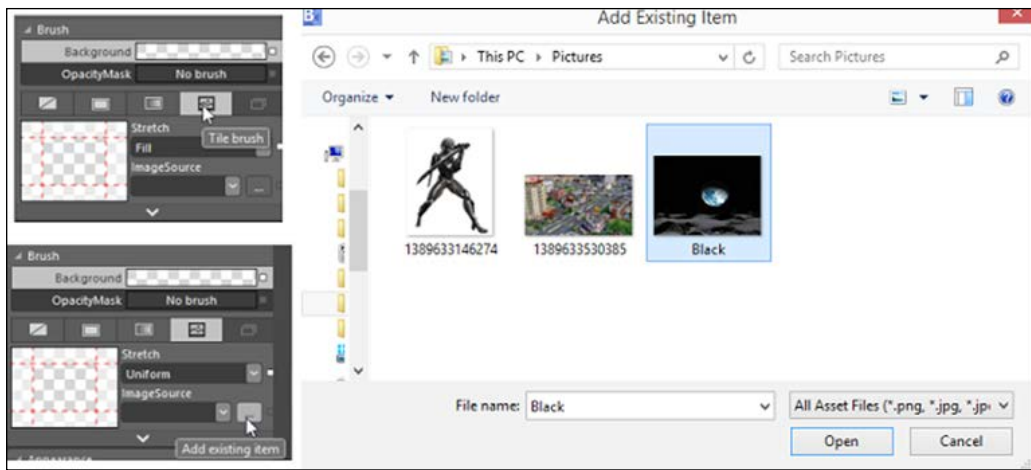 Brush
Background
OpacityMask No brush
Stretch
Fill
Tile brush
ImageSource
...
Brush
Background
OpacityMask No brush
Stretch
Uniform
ImageSource
...
Add existing item
Appearance
Add Existing Item
This PC Pictures
Search Pictures
Organize New folder
1389633146274 1389633530385 Black
File name: Black
All Asset Files (*.png, *.jpg, *.jp
Open Cancel